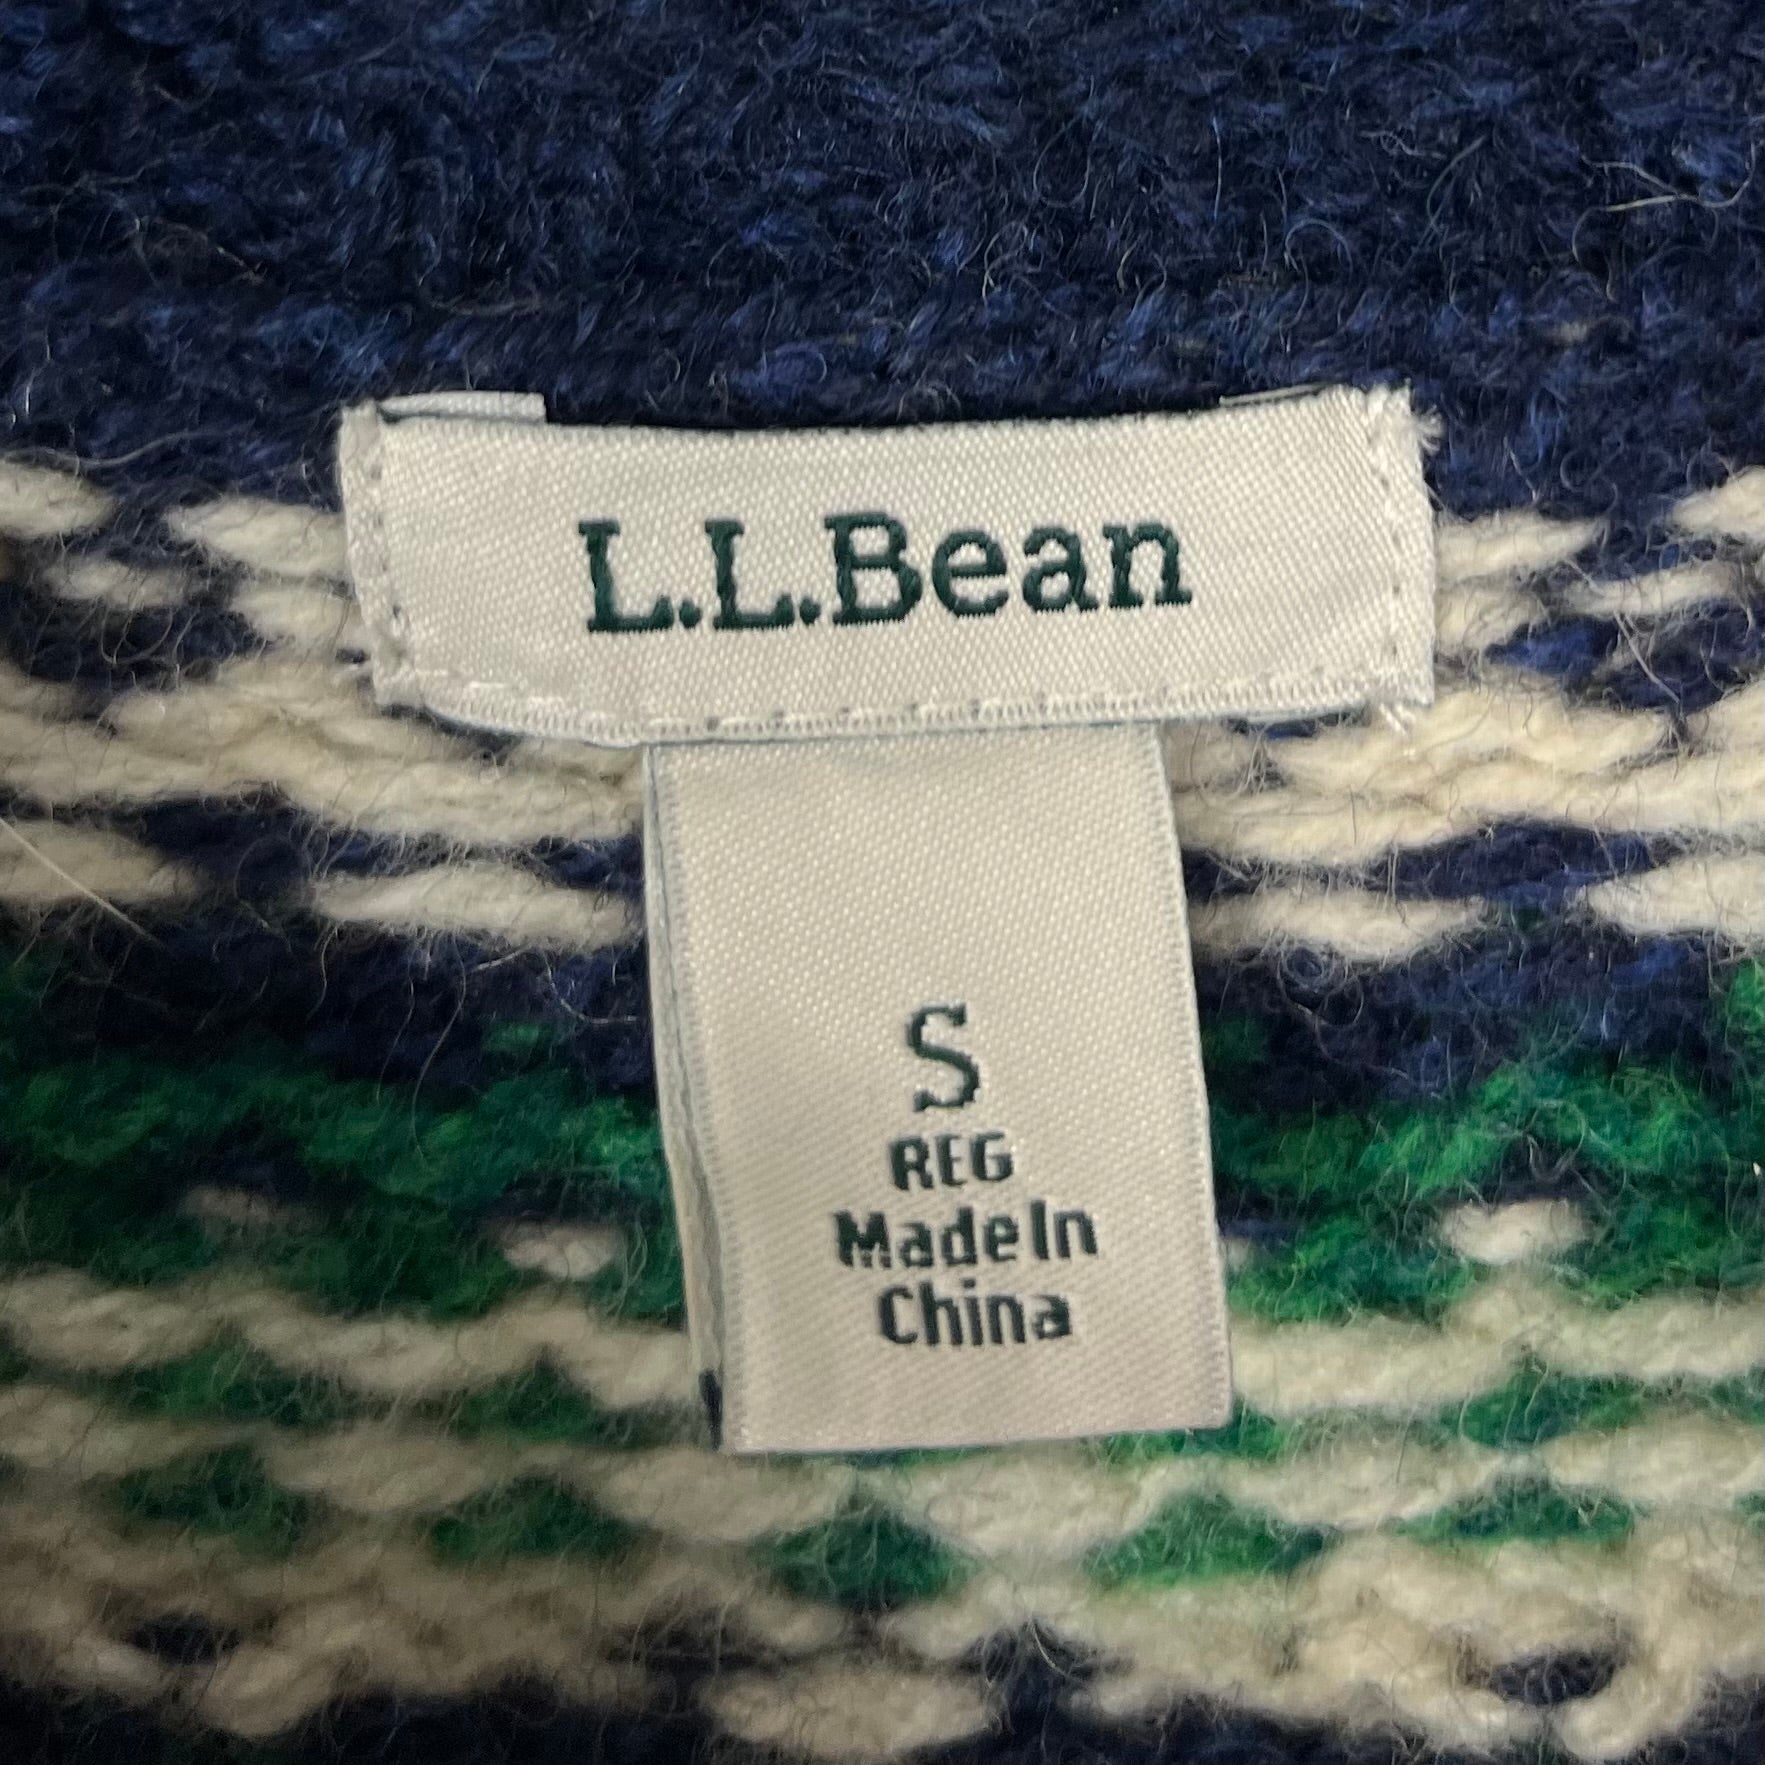 L.L.Bean
S
REG
Made In
China